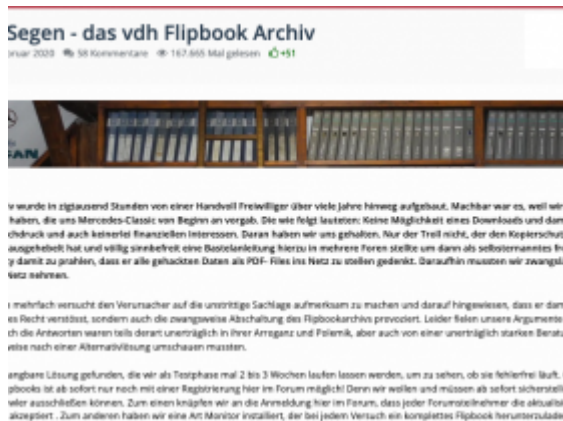 Segen - das vdh Flipbook Archiv
ruar 2020 58 Kommentare 167.665 Mal gelesen +51
AN
wurde in zigtausend Stunden von einer Handvoll Freiwilliger über viele Jahre hinweg aufgebaut. Machbar war es, weil wir
haben, die uns Mercedes-Classic von Beginn an vorgab. Die wie folgt lauteten: Keine Möglichkeit eines Downloads und dam
chdruck und auch keinerlei finanziellen Interessen. Daran haben wir uns gehalten. Nur der Troll nicht, der den Kopierschut
ausgehebelt hat und völlig sinnbefreit eine Bastelanleitung hierzu in mehrere Foren stellte um dann als selbsternanntes
damit zu prahlen, dass er alle gehackten Daten als PDF- Files ins Netz zu stellen gedenkt. Daraufhin mussten wir zwangsl
Netz nehmen.
mehrfach versucht den Verursacher auf die unstrittige Sachlage aufmerksam zu machen und darauf hingewiesen, dass er dam
es Recht verstösst, sondern auch die zwangsweise Abschaltung des Flipbookarchivs provoziert. Leider fielen unsere Argumente
ch die Antworten waren teils derart unerträglich in ihrer Arroganz und Polemik, aber auch von einer unerträglich starken Beratu
weise nach einer Alternativlösung umschauen mussten.
angbare Lösung gefunden, die wir als Testphase mal 2 bis 3 Wochen laufen lassen werden, um zu sehen, ob sie fehlerfrei läuft.
pbooks ist ab sofort nur noch mit einer Registrierung hier im Forum möglich! Denn wir wollen und müssen ab sofort sicherstelle
wler ausschließen können. Zum einen knüpfen wir an die Anmeldung hier im Forum, dass jeder Forumsteilnehmer die aktualisi
akzeptiert . Zum anderen haben wir eine Art Monitor installiert, der bei jedem Versuch ein komplettes Flipbook herunterzulade